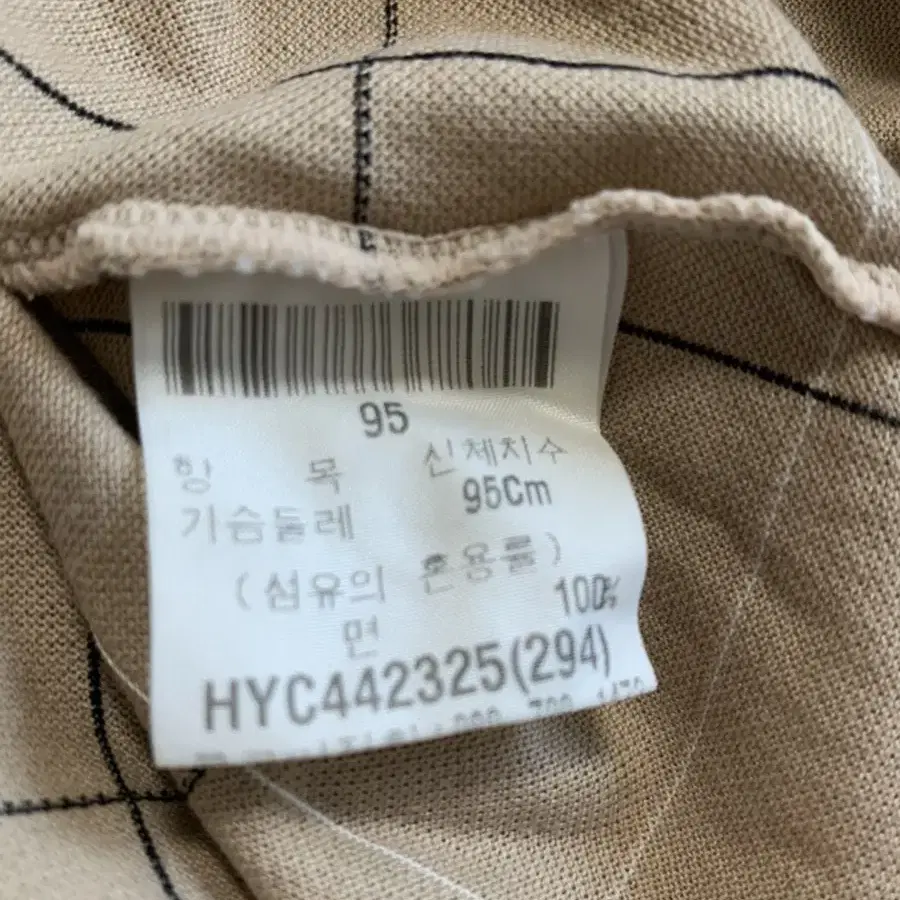 95
항 목 신체치수
기슴둘레 95Cm
(섬유의 혼용률)
면 100%
HYC442325(294)